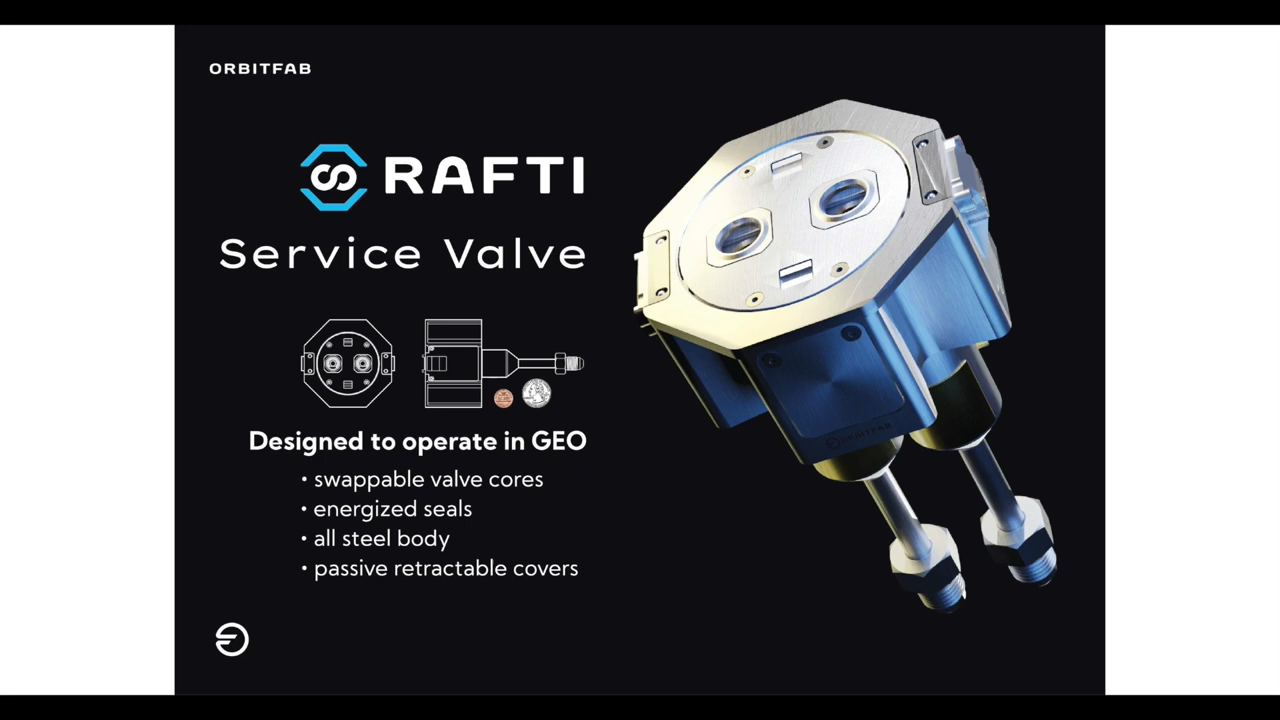 ORBITFAB
RAFTI
Service Valve
Designed to operate in GEO
• swappable valve cores
• energized seals
• all steel body
• passive retractable covers
ORBITFAB